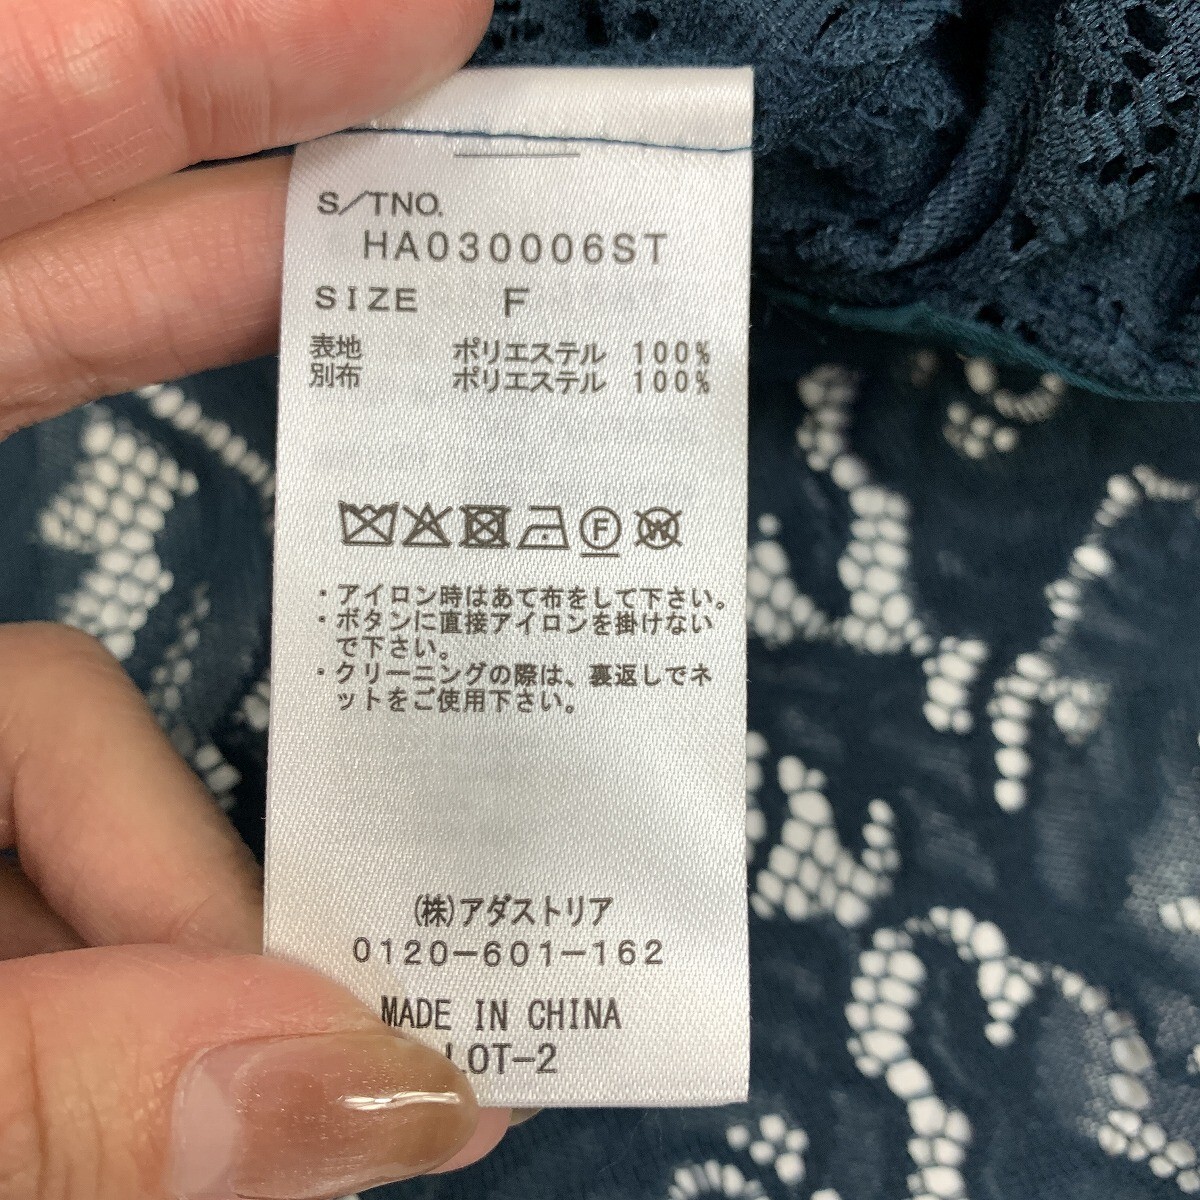 S/TNO.
HA030006ST
SIZE F
表地 ポリエステル 100%
別布 ポリエステル 100%
F W
・アイロン時はあて布をして下さい。
・ボタンに直接アイロンを掛けない
で下さい。
・クリーニングの際は、裏返しでネ
ットをご使用下さい。
(株)アダストリア
0120-601-162
MADE IN CHINA
LOT-2